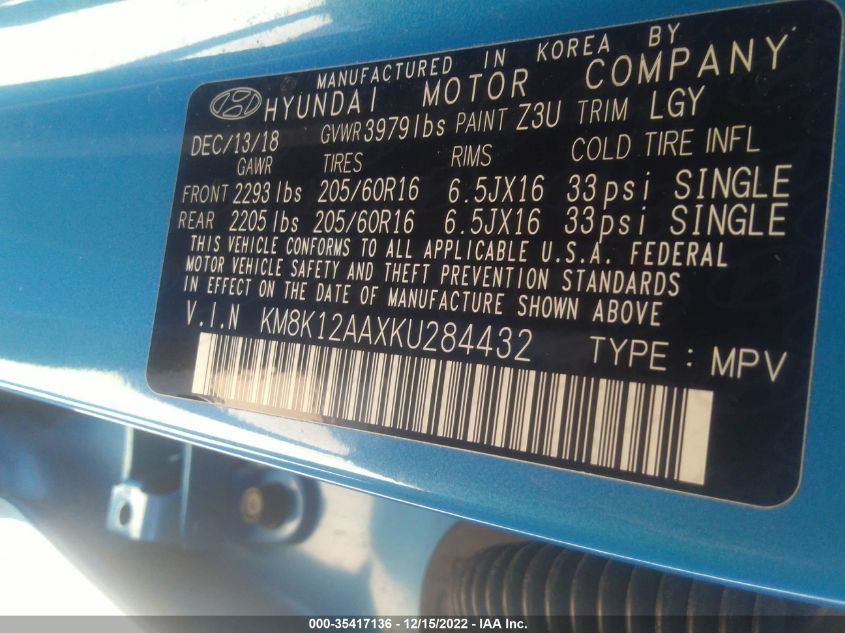 MANUFACTURED IN KOREA BY
HYUNDAI MOTOR COMPANY
DEC/13/18 GVWR 3979lbs PAINT Z3U TRIM LGY
GAWR TIRES RIMS COLD TIRE INFL
FRONT 2293 lbs 205/60R16 6.5JX16 33psi SINGLE
REAR 2205 lbs 205/60R16 6.5JX16 33psi SINGLE
THIS VEHICLE CONFORMS TO ALL APPLICABLE U.S.A. FEDERAL
MOTOR VEHICLE SAFETY AND THEFT PREVENTION STANDARDS
IN EFFECT ON THE DATE OF MANUFACTURE SHOWN ABOVE
V.I.N KM8K12AAXKU284432 TYPE : MPV
000-35417136 - 12/15/2022 - IAA Inc.